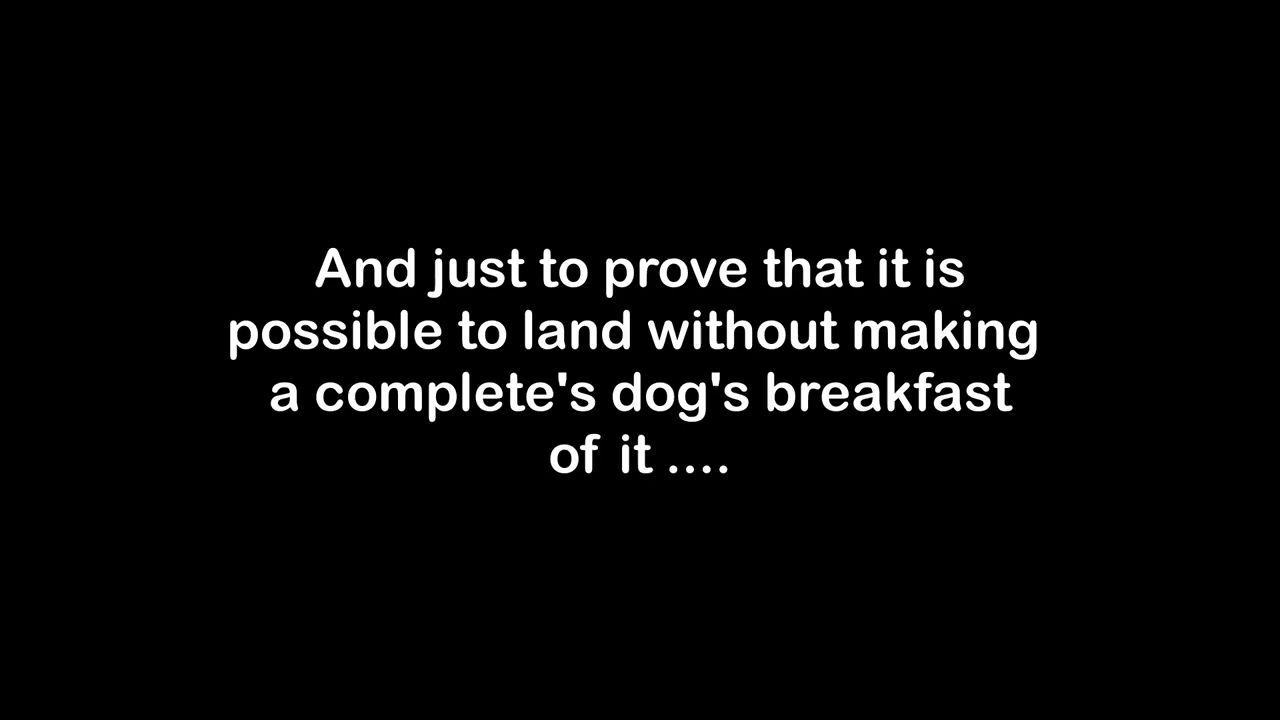 And just to prove that it is
possible to land without making
a complete's dog's breakfast
of it ....